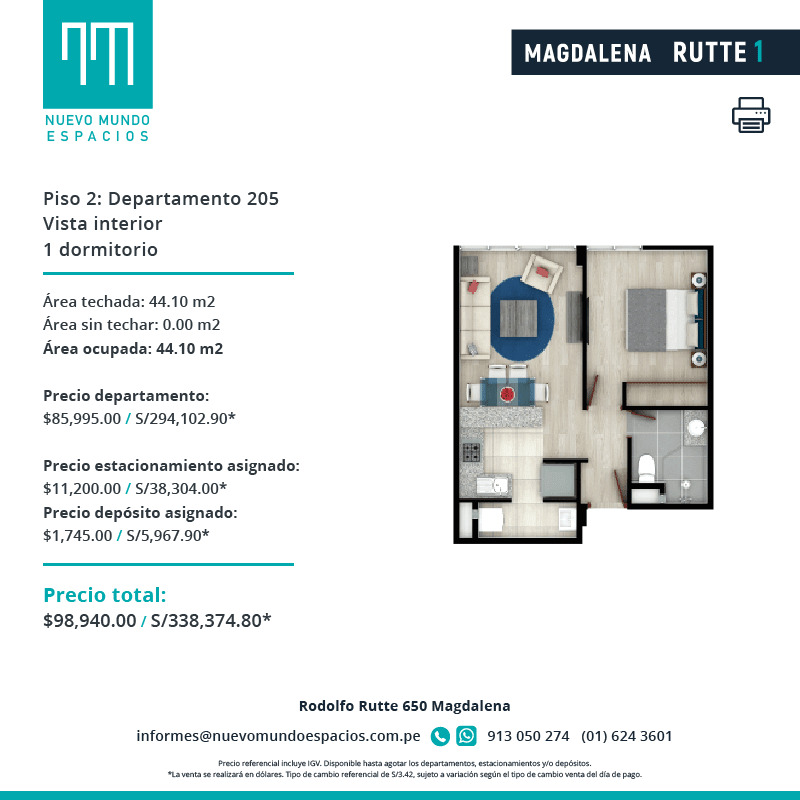 NUEVO MUNDO
ESPACIOS
MAGDALENA RUTTE 1
Piso 2: Departamento 205
Vista interior
1 dormitorio
Área techada: 44.10 m2
Área sin techar: 0.00 m2
Área ocupada: 44.10 m2
Precio departamento:
$85,995.00 / S/294,102.90*
Precio estacionamiento asignado:
$11,200.00 / S/38,304.00*
Precio depósito asignado:
$1,745.00 / S/5,967.90*
Precio total:
$98,940.00 / S/338,374.80*
Rodolfo Rutte 650 Magdalena
informes@nuevomundoespacios.com.pe 913 050 274 (01) 624 3601
Precio referencial incluye IGV. Disponible hasta agotar los departamentos, estacionamientos y/o depósitos.
*La venta se realizará en dólares. Tipo de cambio referencial de S/3.42, sujeto a variación según el tipo de cambio venta del día de pago.